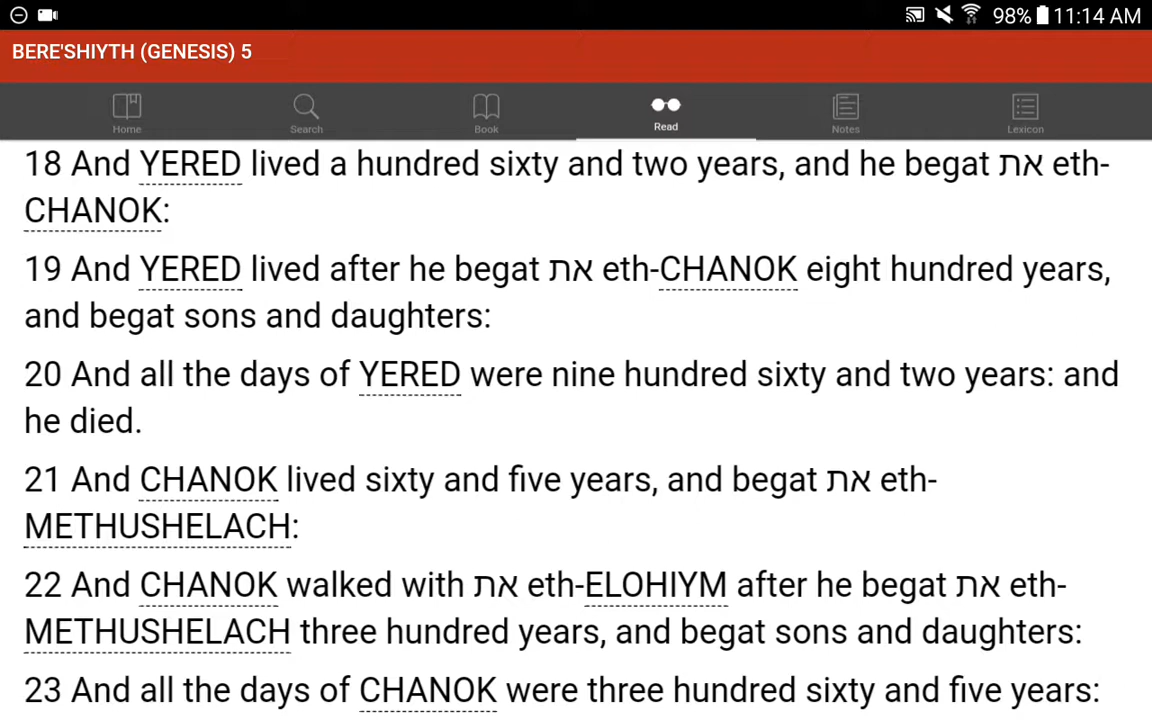 98% 11:14 AM
BERE'SHIYTH (GENESIS) 5
Home Search Book Read Notes Lexicon
18 And YERED lived a hundred sixty and two years, and he begat את eth-
CHANOK:
19 And YERED lived after he begat את eth-CHANOK eight hundred years,
and begat sons and daughters:
20 And all the days of YERED were nine hundred sixty and two years: and
he died.
21 And CHANOK lived sixty and five years, and begat את eth-
METHUSHELACH:
22 And CHANOK walked with את eth-ELOHIYM after he begat את eth-
METHUSHELACH three hundred years, and begat sons and daughters:
23 And all the days of CHANOK were three hundred sixty and five years: